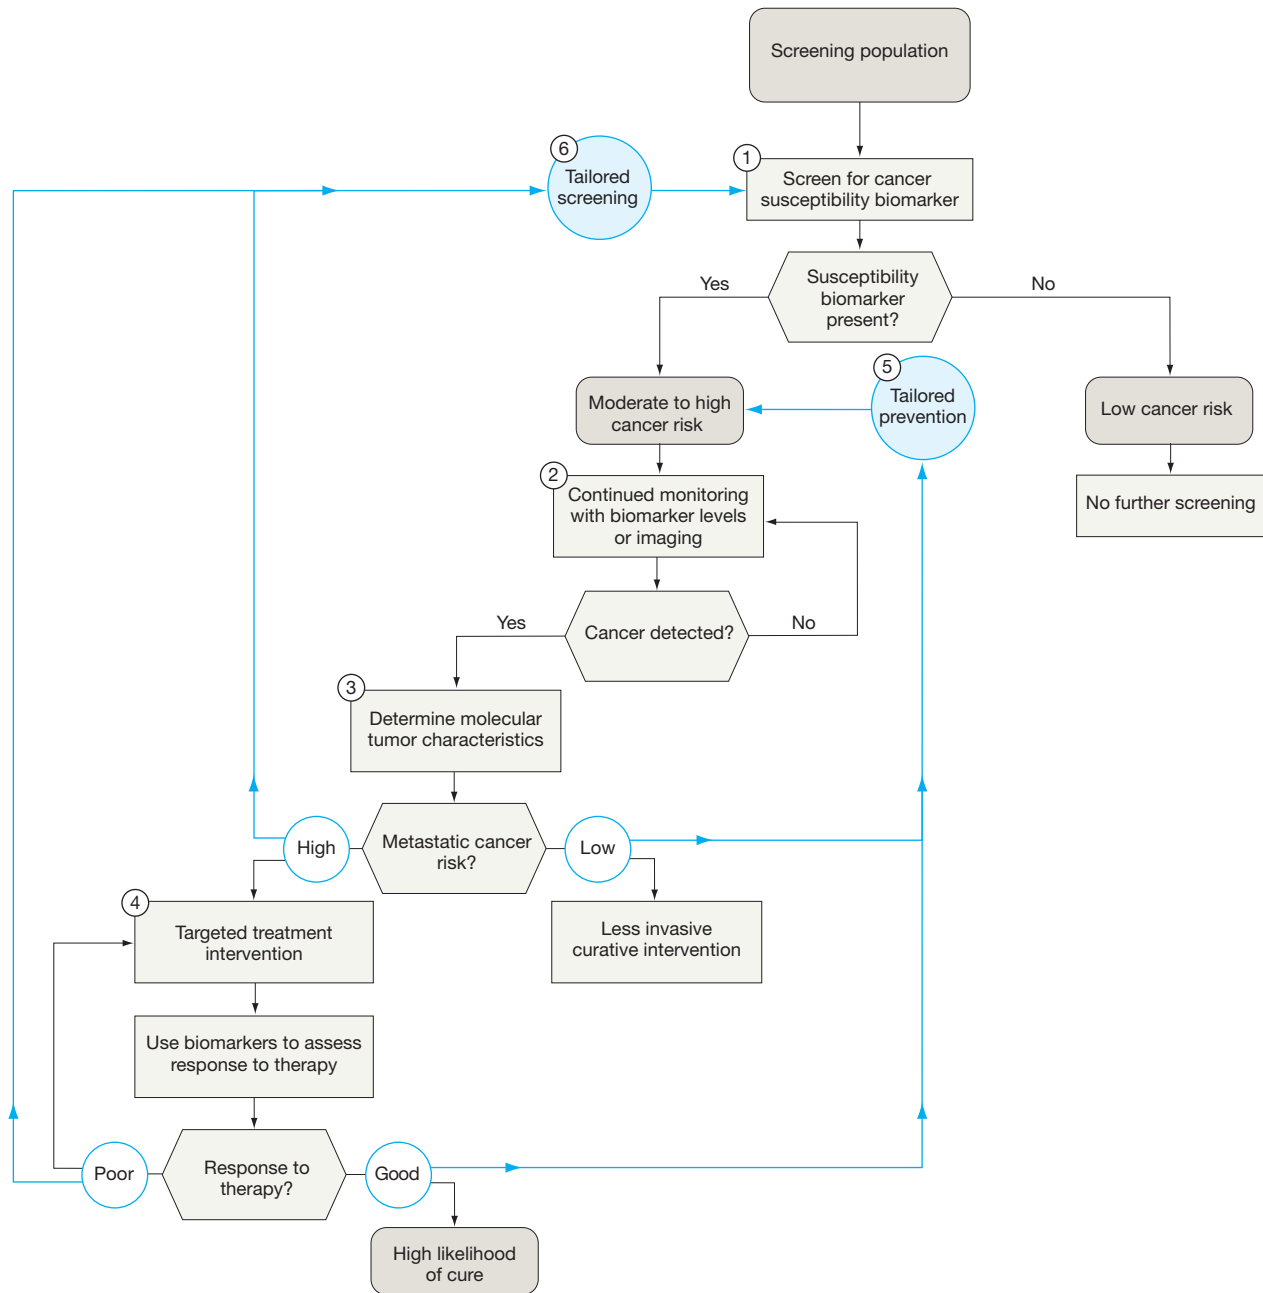 Screening population
6
Tailored
screening
1
Screen for cancer
susceptibility biomarker
Yes
Susceptibility
biomarker
present?
No
5
Tailored
prevention
Moderate to high
cancer risk
Low cancer risk
2
Continued monitoring
with biomarker levels
or imaging
No further screening
Yes
Cancer detected?
No
3
Determine molecular
tumor characteristics
High
Metastatic cancer
risk?
Low
4
Targeted treatment
intervention
Less invasive
curative intervention
Use biomarkers to assess
response to therapy
Poor
Response to
therapy?
Good
High likelihood
of cure